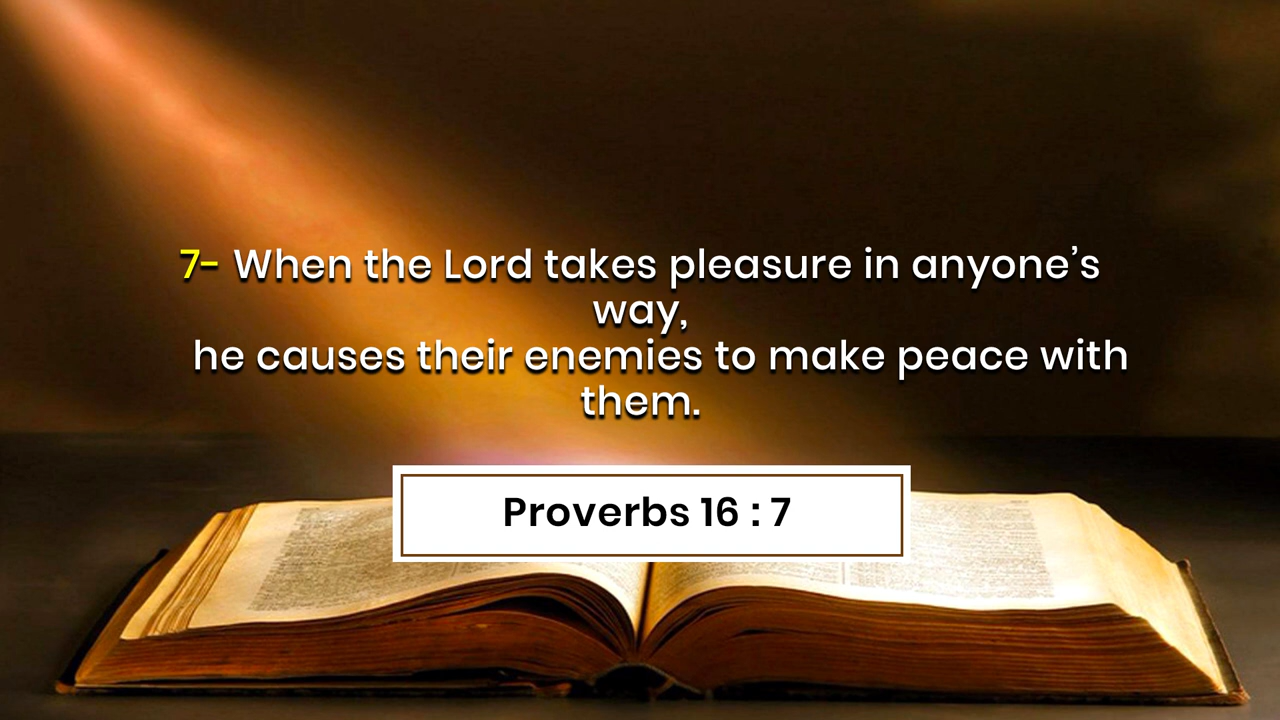 7- When the Lord takes pleasure in anyone’s
way,
he causes their enemies to make peace with
them.
Proverbs 16 : 7